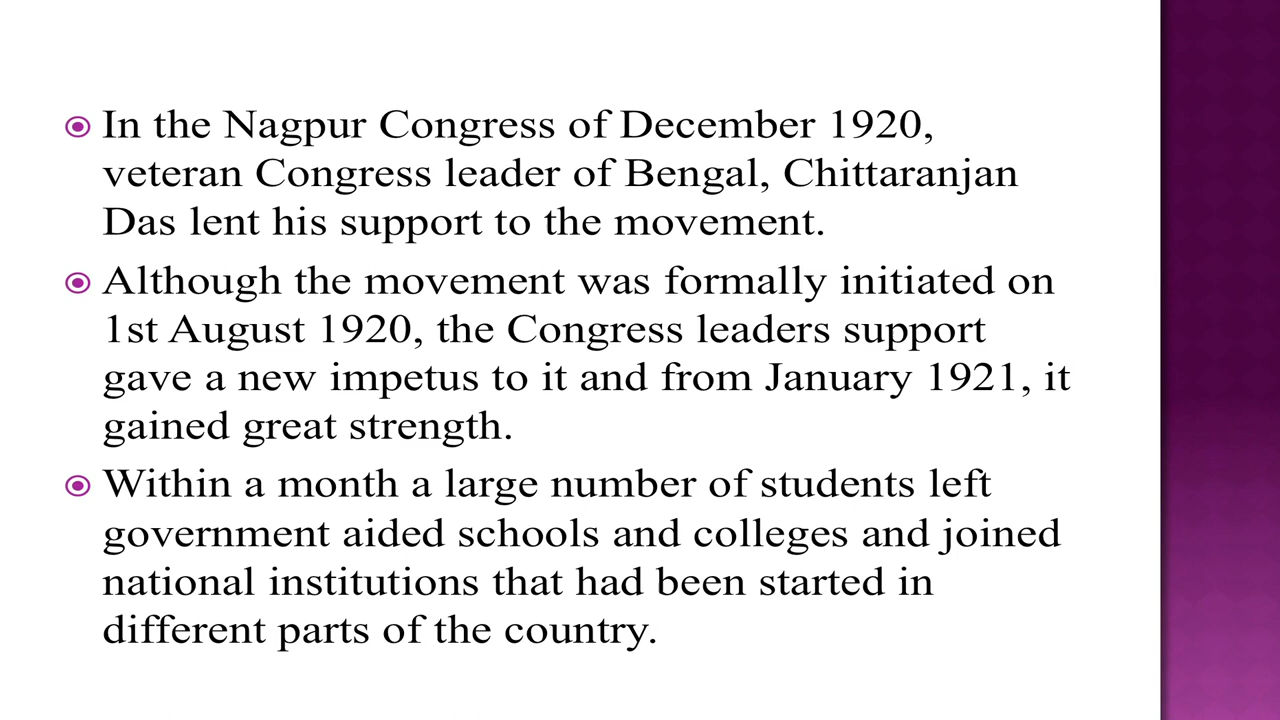 In the Nagpur Congress of December 1920,
veteran Congress leader of Bengal, Chittaranjan
Das lent his support to the movement.
Although the movement was formally initiated on
1st August 1920, the Congress leaders support
gave a new impetus to it and from January 1921, it
gained great strength.
Within a month a large number of students left
government aided schools and colleges and joined
national institutions that had been started in
different parts of the country.